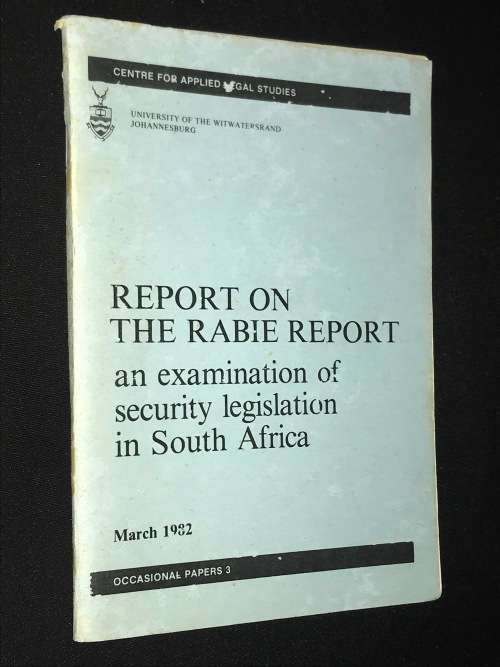 CENTRE FOR APPLIED LEGAL STUDIES
UNIVERSITY OF THE WITWATERSRAND
JOHANNESBURG
REPORT ON
THE RABIE REPORT
an examination of
security legislation
in South Africa
March 1982
OCCASIONAL PAPERS 3